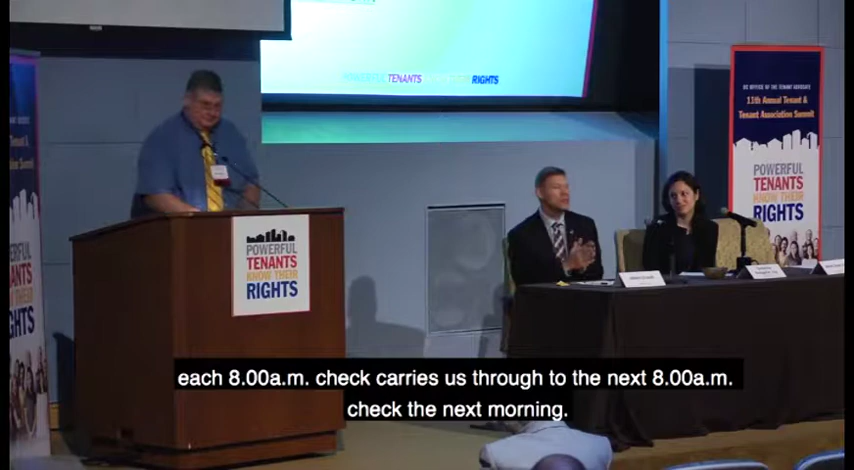 POWERFUL TENANTS KNOW THEIR RIGHTS
DC OFFICE OF THE TENANT ADVOCATE
11th Annual Tenant &
Tenant Association Summit
POWERFUL
TENANTS
KNOW THEIR
RIGHTS
POWERFUL
TENANTS
KNOW THEIR
RIGHTS
each 8.00a.m. check carries us through to the next 8.00a.m.
check the next morning.